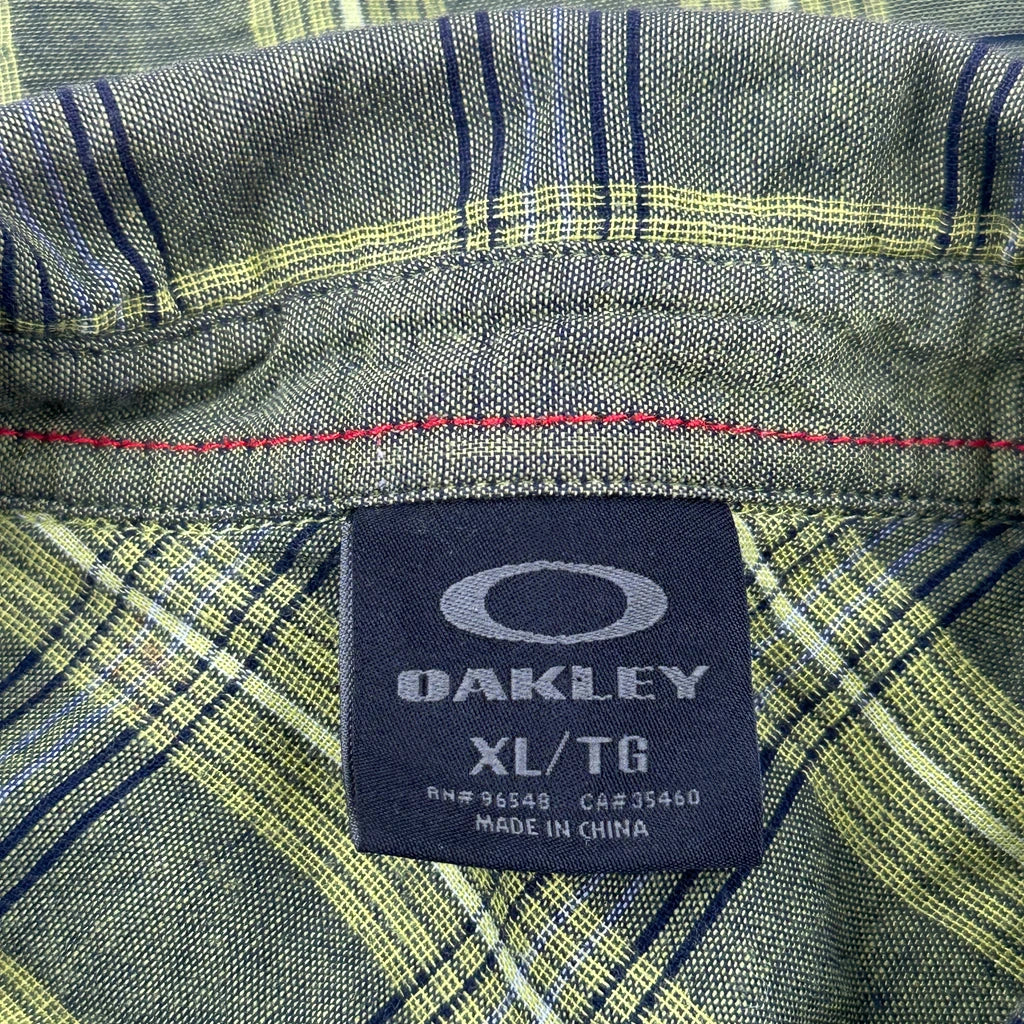 OAKLEY
XL/TG
RN# 96548 CA# 35460
MADE IN CHINA